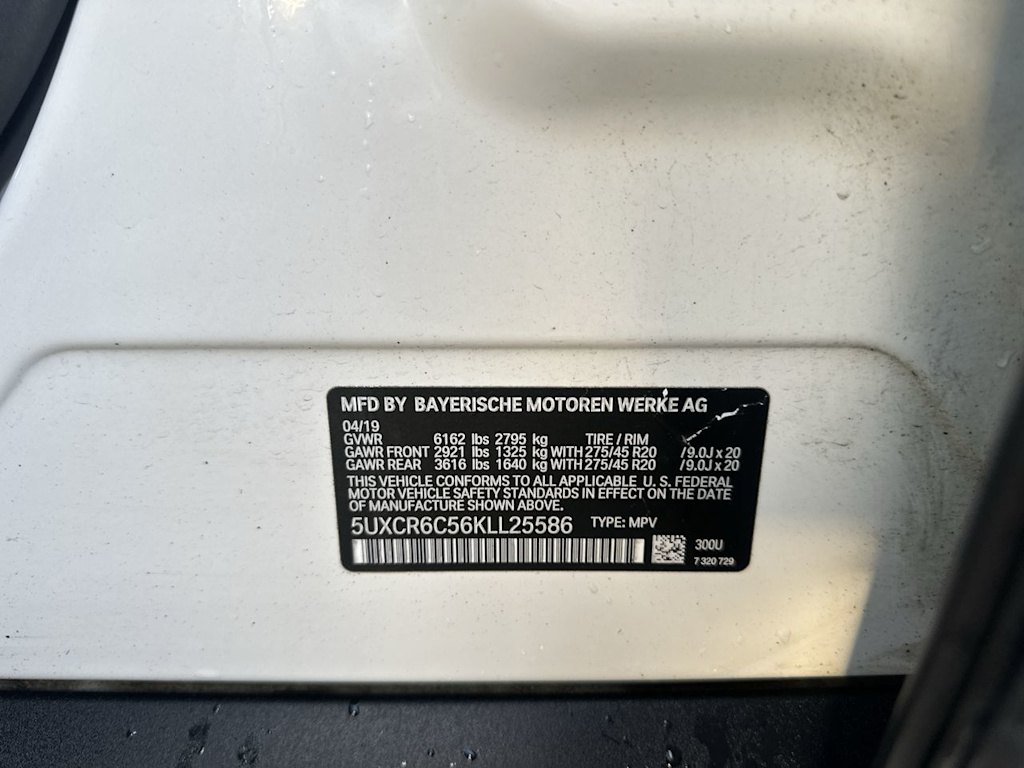 MFD BY BAYERISCHE MOTOREN WERKE AG
04/19
GVWR 6162 lbs 2795 kg TIRE / RIM
GAWR FRONT 2921 lbs 1325 kg WITH 275/45 R20 /9.0J x 20
GAWR REAR 3616 lbs 1640 kg WITH 275/45 R20 /9.0J x 20
THIS VEHICLE CONFORMS TO ALL APPLICABLE U. S. FEDERAL
MOTOR VEHICLE SAFETY STANDARDS IN EFFECT ON THE DATE
OF MANUFACTURE SHOWN ABOVE.
5UXCR6C56KLL25586 TYPE: MPV
300U
7 320 729